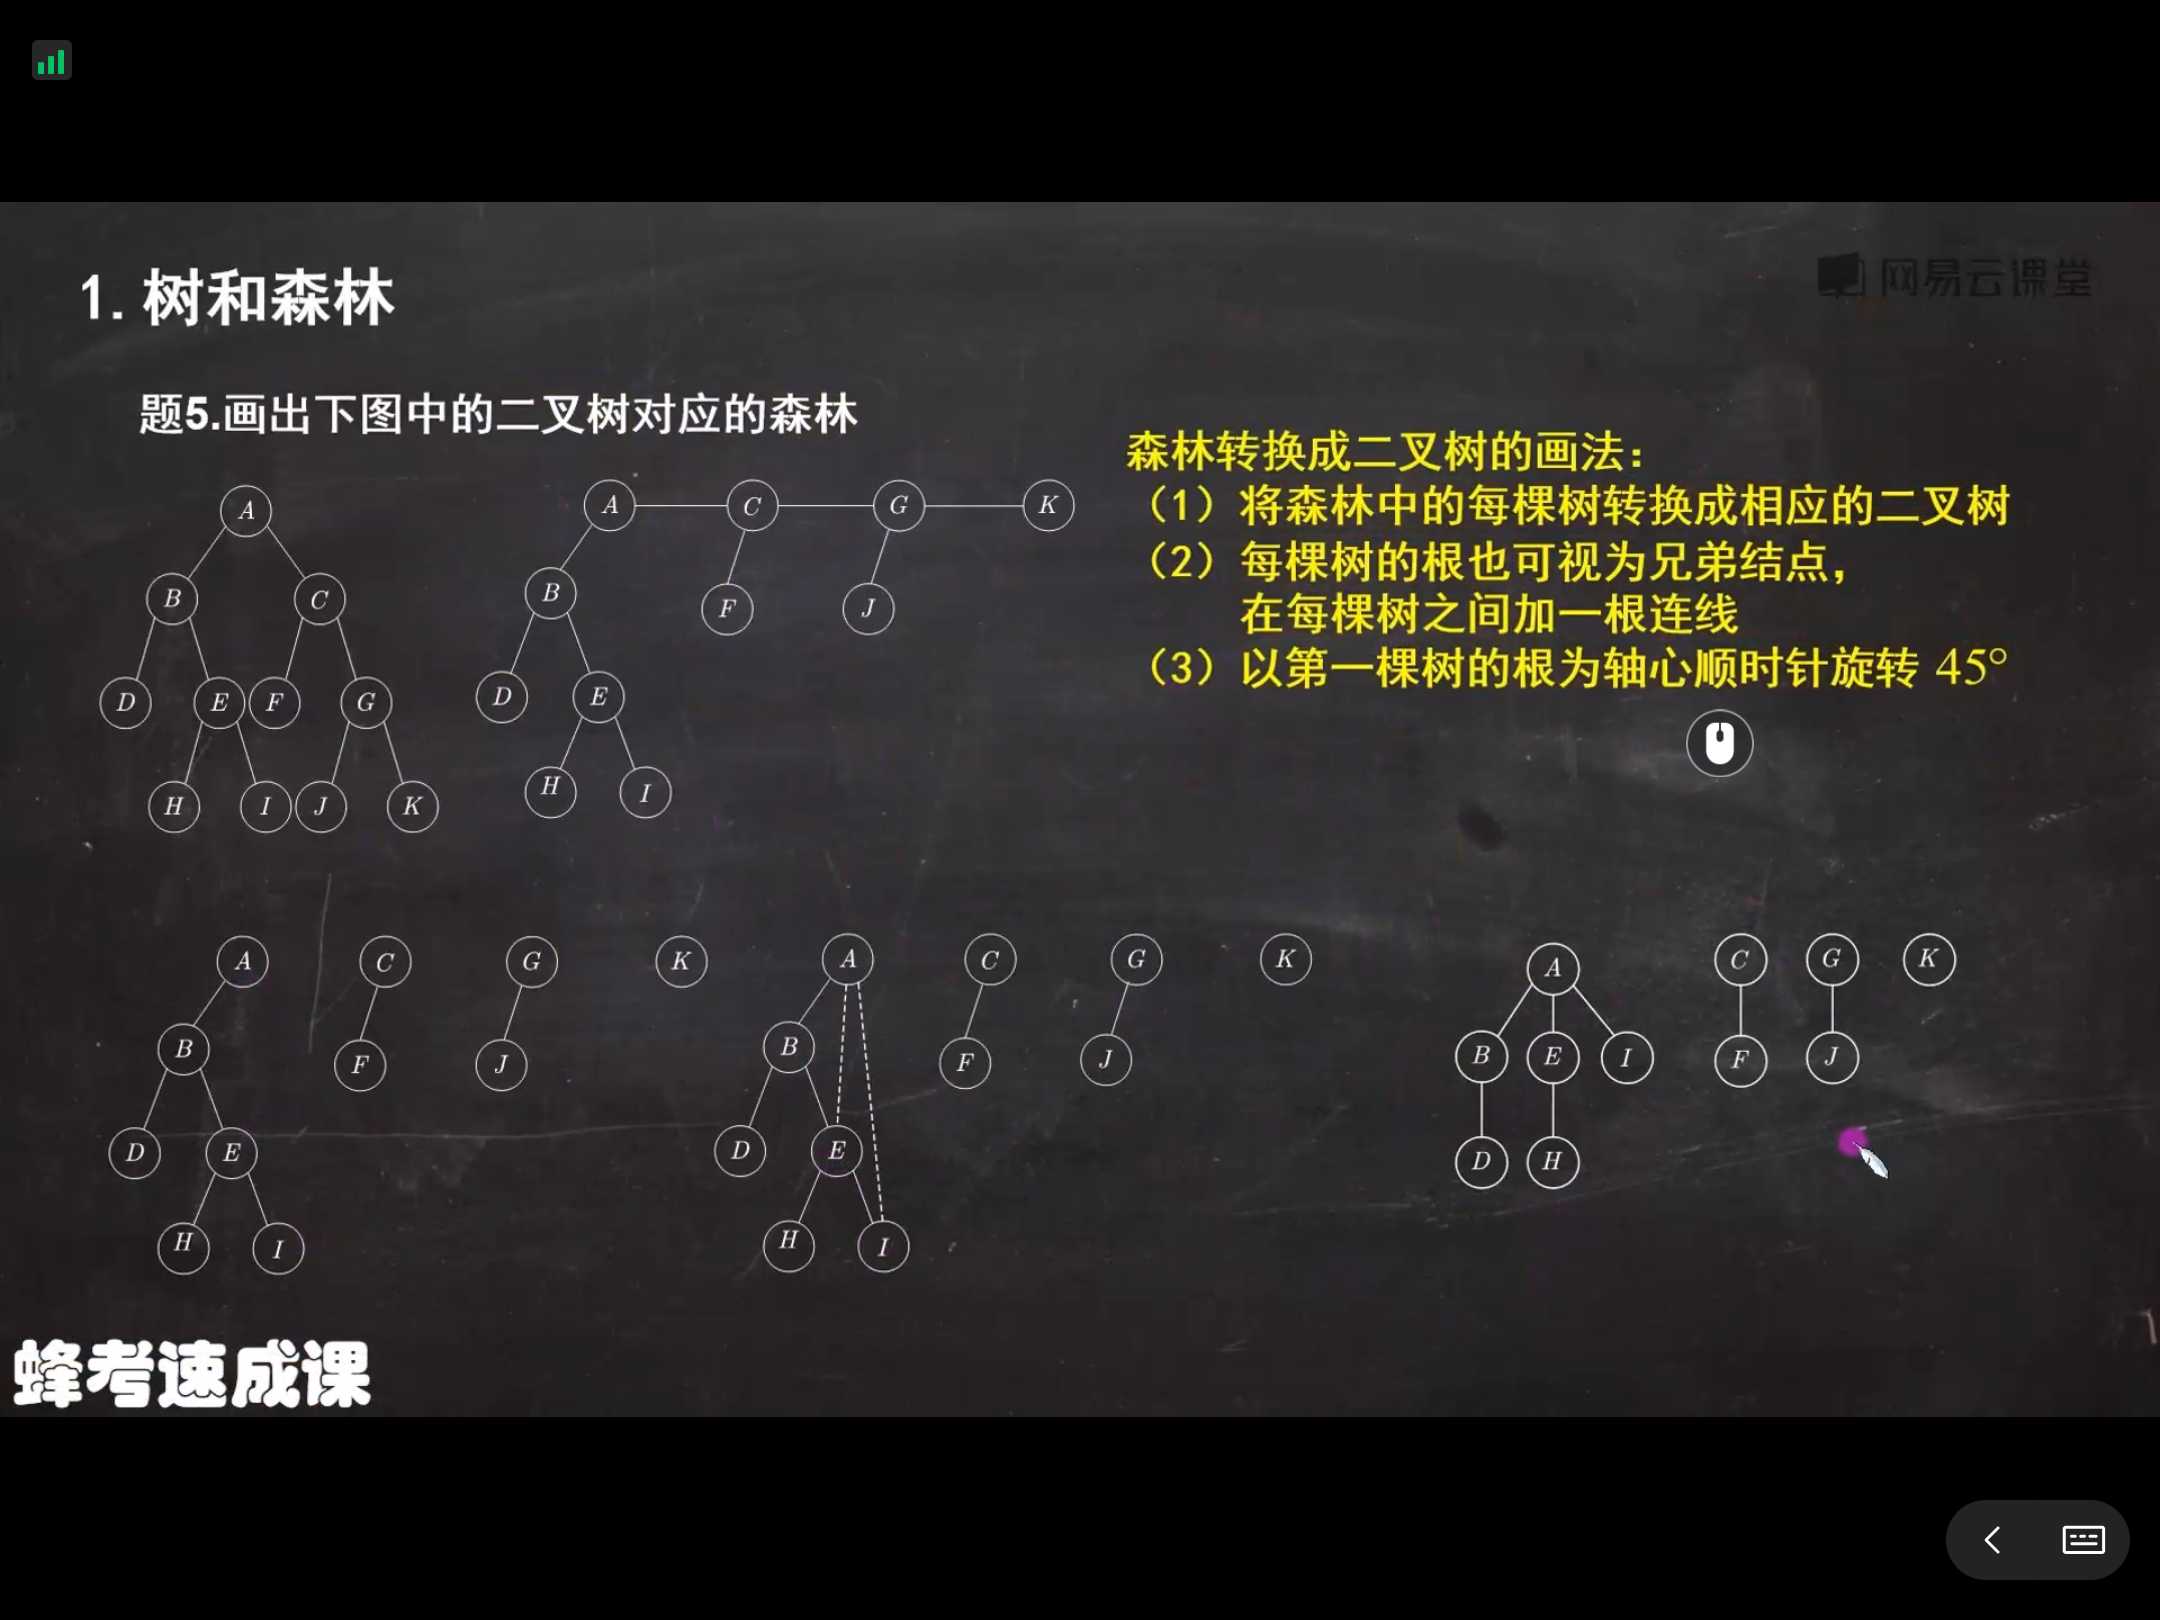 1. 树和森林
网易云课堂
题5.画出下图中的二叉树对应的森林
森林转换成二叉树的画法：
（1）将森林中的每棵树转换成相应的二叉树
（2）每棵树的根也可视为兄弟结点，
在每棵树之间加一根连线
（3）以第一棵树的根为轴心顺时针旋转 45°
A
B C
D E F G
H I J K
A C G K
B F J
D E
H I
A C G K
B F J
D E
H I
A C G K
B F J
D E
H I
A C G K
B E I F J
D H
蜂考速成课